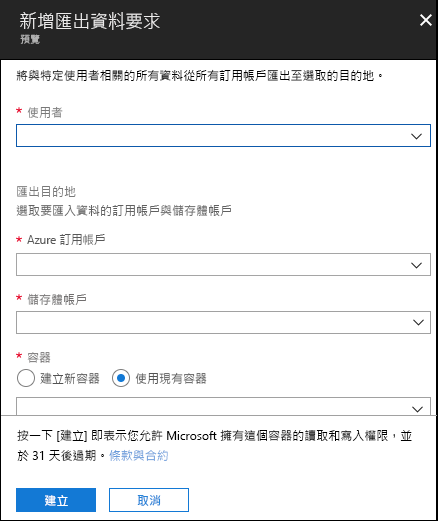 新增匯出資料要求
預覽
將與特定使用者相關的所有資料從所有訂用帳戶匯出至選取的目的地。
* 使用者
匯出目的地
選取要匯入資料的訂用帳戶與儲存體帳戶
* Azure 訂用帳戶
* 儲存體帳戶
* 容器
建立新容器 使用現有容器
按一下 [建立] 即表示您允許 Microsoft 擁有這個容器的讀取和寫入權限，並
於 31 天後過期。條款與合約
建立 取消